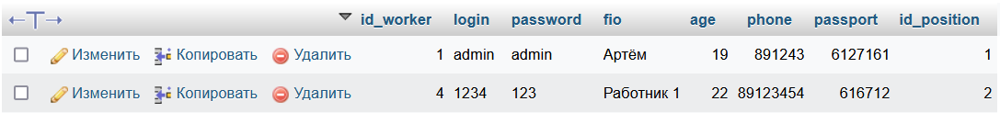 id_worker login password fio age phone passport id_position
Изменить Копировать Удалить 1 admin admin Артём 19 891243 6127161 1
Изменить Копировать Удалить 4 1234 123 Работник 1 22 89123454 616712 2